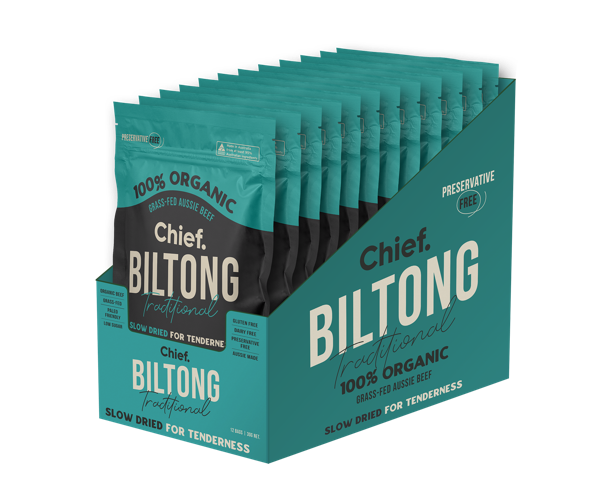 PRESERVATIVE FREE
100% ORGANIC
GRASS-FED AUSSIE BEEF
Chief.
BILTONG
Traditional
SLOW DRIED FOR TENDERNE
ORGANIC BEEF
GRASS-FED
PALEO
FRIENDLY
LOW SUGAR
GLUTEN FREE
DAIRY FREE
PRESERVATIVE
FREE
AUSSIE MADE
Chief.
BILTONG
Traditional
SLOW DRIED FOR TENDERNESS
PRESERVATIVE
FREE
Chief.
BILTONG
Traditional
100% ORGANIC
GRASS-FED AUSSIE BEEF
SLOW DRIED FOR TENDERNESS